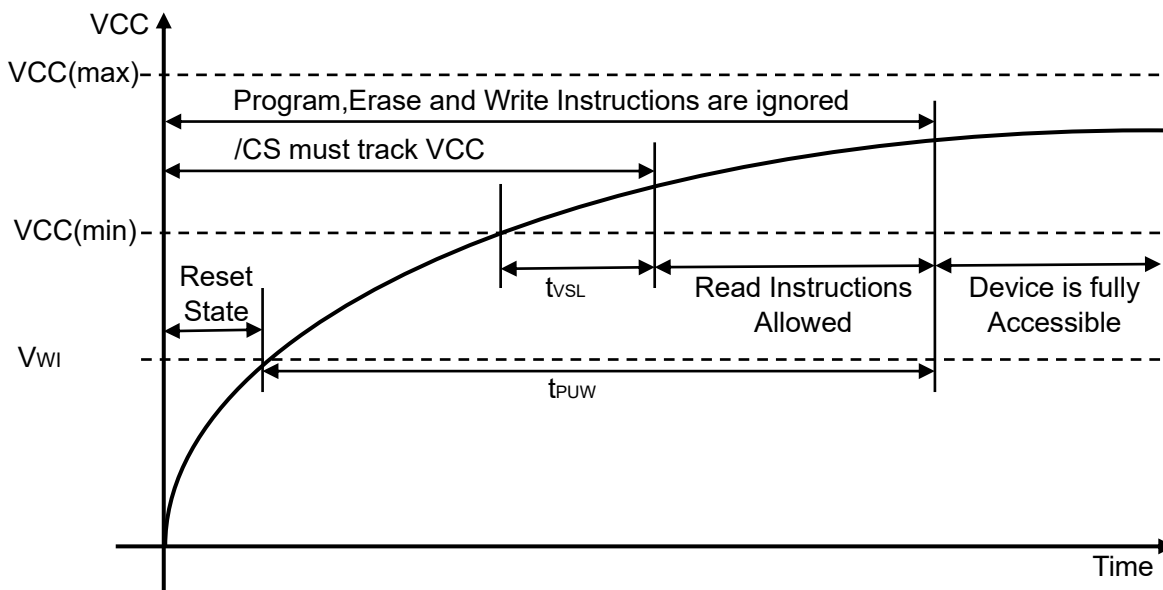 VCC
VCC(max)
Program,Erase and Write Instructions are ignored
/CS must track VCC
VCC(min)
Reset
State
tVSL
Read Instructions
Allowed
Device is fully
Accessible
VWI
tPUW
Time